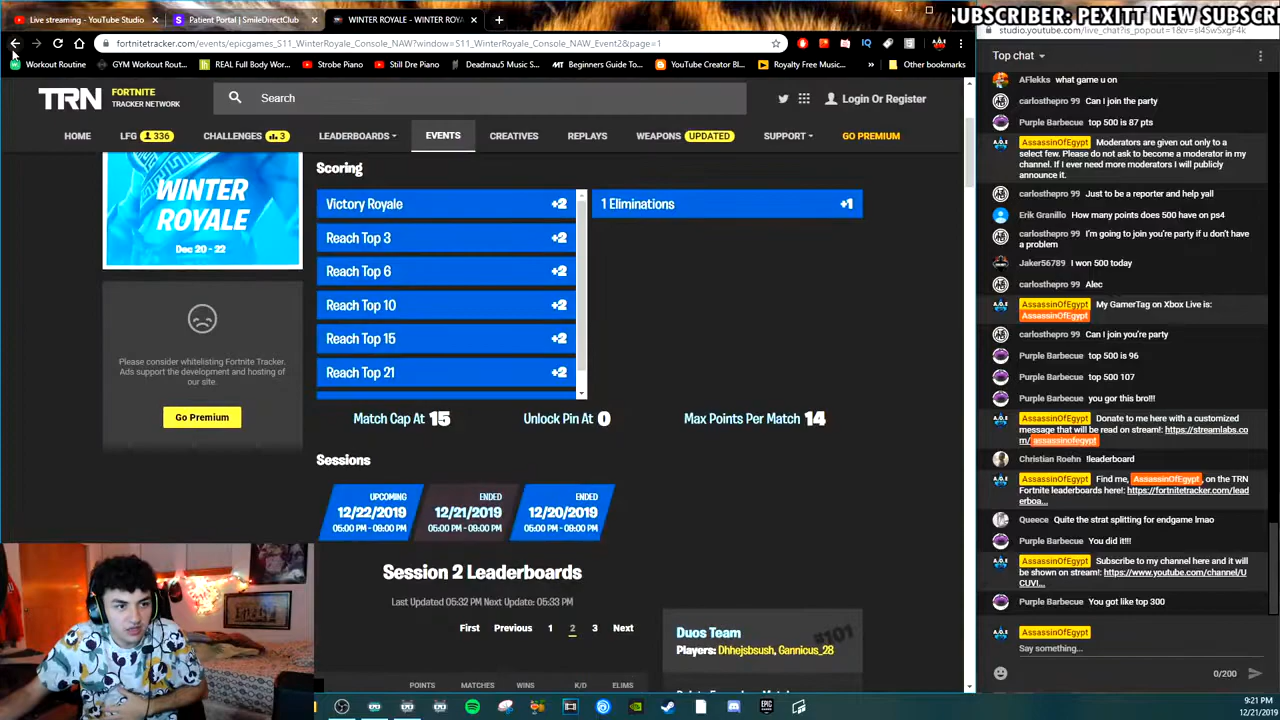 Live streaming - YouTube Studio
Patient Portal | SmileDirectClub
WINTER ROYALE - WINTER ROYA
fortnitetracker.com/events/epicgames_S11_WinterRoyale_Console_NAW?window=S11_WinterRoyale_Console_NAW_Event2&page=1
Workout Routine
GYM Workout Rout...
REAL Full Body Wor...
Strobe Piano
Still Dre Piano
Deadmau5 Music S...
Beginners Guide To...
YouTube Creator Bl...
Royalty Free Music...
Other bookmarks
TRN FORTNITE TRACKER NETWORK
Search
Login Or Register
HOME
LFG 336
CHALLENGES 3
LEADERBOARDS
EVENTS
CREATIVES
REPLAYS
WEAPONS UPDATED
SUPPORT
GO PREMIUM
WINTER
ROYALE
Dec 20 - 22
Please consider whitelisting Fortnite Tracker.
Ads support the development and hosting of
our site.
Go Premium
Scoring
Victory Royale +2
1 Eliminations +1
Reach Top 3 +2
Reach Top 6 +2
Reach Top 10 +2
Reach Top 15 +2
Reach Top 21 +2
Match Cap At 15
Unlock Pin At 0
Max Points Per Match 14
Sessions
UPCOMING
12/22/2019
05:00 PM - 09:00 PM
ENDED
12/21/2019
05:00 PM - 09:00 PM
ENDED
12/20/2019
05:00 PM - 09:00 PM
Session 2 Leaderboards
Last Updated 05:32 PM Next Update: 05:33 PM
First Previous 1 2 3 Next
POINTS MATCHES WINS K/D ELIMS
Duos Team
#101
Players: Dhhejsbsush, Gannicus_28
SUBSCRIBER: PEXITT NEW SUBSCR
studio.youtube.com/live_chat?is_popout=1&v=sl4SwSxgF4k
Top chat
AFlekks what game u on
carlosthepro 99 Can I join the party
Purple Barbecue top 500 is 87 pts
AssassinOfEgypt Moderators are given out only to a
select few. Please do not ask to become a moderator in my
channel. If I ever need more moderators I will publicly
announce it.
carlosthepro 99 Just to be a reporter and help yall
Erik Granillo How many points does 500 have on ps4
carlosthepro 99 I'm going to join you're party if u don't have
a problem
Jaker56789 I won 500 today
carlosthepro 99 Alec
AssassinOfEgypt My GamerTag on Xbox Live is:
AssassinOfEgypt
carlosthepro 99 Can I join you're party
Purple Barbecue top 500 is 96
Purple Barbecue top 500 107
Purple Barbecue you gor this bro!!!
AssassinOfEgypt Donate to me here with a customized
message that will be read on stream!: https://streamlabs.co
m/assassinofegypt
Christian Roehn !leaderboard
AssassinOfEgypt Find me, AssassinOfEgypt, on the TRN
Fortnite leaderboards here!: https://fortnitetracker.com/lead
erboa...
Queece Quite the strat splitting for endgame lmao
Purple Barbecue You did it!!!
AssassinOfEgypt Subscribe to my channel here and it will
be shown on stream!: https://www.youtube.com/channel/U
CUVI...
Purple Barbecue You got like top 300
AssassinOfEgypt
Say something...
0/200
9:21 PM
12/21/2019